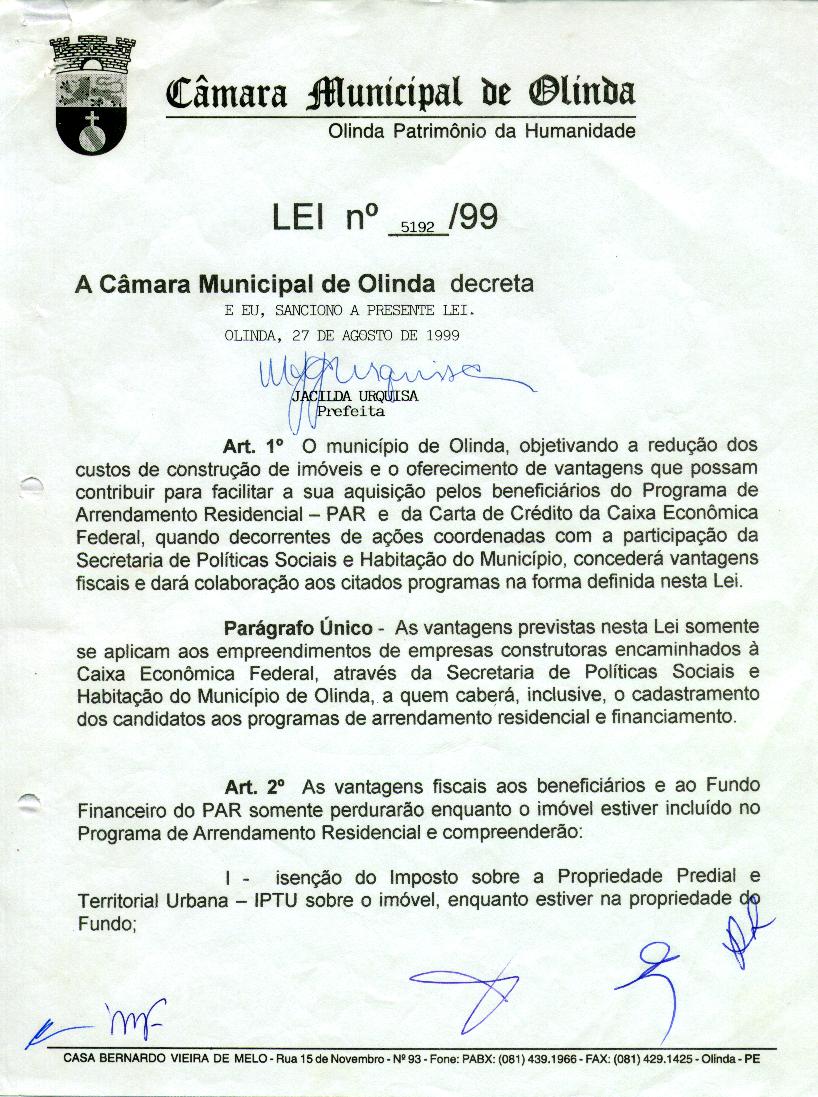 Câmara Municipal de Olinda
Olinda Patrimônio da Humanidade
LEI nº 5192 /99
A Câmara Municipal de Olinda decreta
E EU, SANCIONO A PRESENTE LEI.
OLINDA, 27 DE AGOSTO DE 1999
JACILDA URQUISA
Prefeita
Art. 1º O município de Olinda, objetivando a redução dos
custos de construção de imóveis e o oferecimento de vantagens que possam
contribuir para facilitar a sua aquisição pelos beneficiários do Programa de
Arrendamento Residencial – PAR e da Carta de Crédito da Caixa Econômica
Federal, quando decorrentes de ações coordenadas com a participação da
Secretaria de Políticas Sociais e Habitação do Município, concederá vantagens
fiscais e dará colaboração aos citados programas na forma definida nesta Lei.
Parágrafo Único - As vantagens previstas nesta Lei somente
se aplicam aos empreendimentos de empresas construtoras encaminhados à
Caixa Econômica Federal, através da Secretaria de Políticas Sociais e
Habitação do Município de Olinda, a quem caberá, inclusive, o cadastramento
dos candidatos aos programas de arrendamento residencial e financiamento.
Art. 2º As vantagens fiscais aos beneficiários e ao Fundo
Financeiro do PAR somente perdurarão enquanto o imóvel estiver incluído no
Programa de Arrendamento Residencial e compreenderão:
I - isenção do Imposto sobre a Propriedade Predial e
Territorial Urbana – IPTU sobre o imóvel, enquanto estiver na propriedade do
Fundo;
CASA BERNARDO VIEIRA DE MELO - Rua 15 de Novembro - Nº 93 - Fone: PABX: (081) 439.1966 - FAX: (081) 429.1425 - Olinda - PE